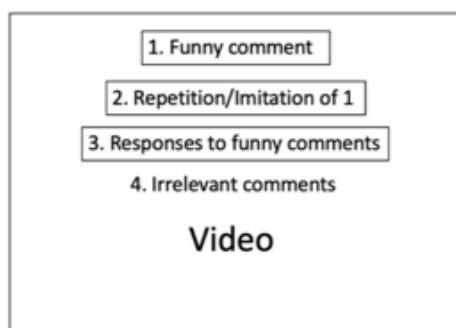 1. Funny comment
2. Repetition/Imitation of 1
3. Responses to funny comments
4. Irrelevant comments
Video